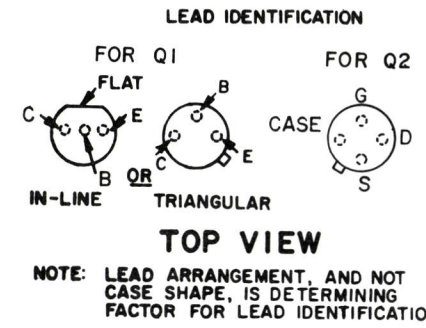 LEAD IDENTIFICATION
FOR Q1
FOR Q2
FLAT
C
E
B
B
C
E
OR
IN-LINE
TRIANGULAR
G
CASE
D
S
TOP VIEW
NOTE: LEAD ARRANGEMENT, AND NOT
CASE SHAPE, IS DETERMINING
FACTOR FOR LEAD IDENTIFICATIO